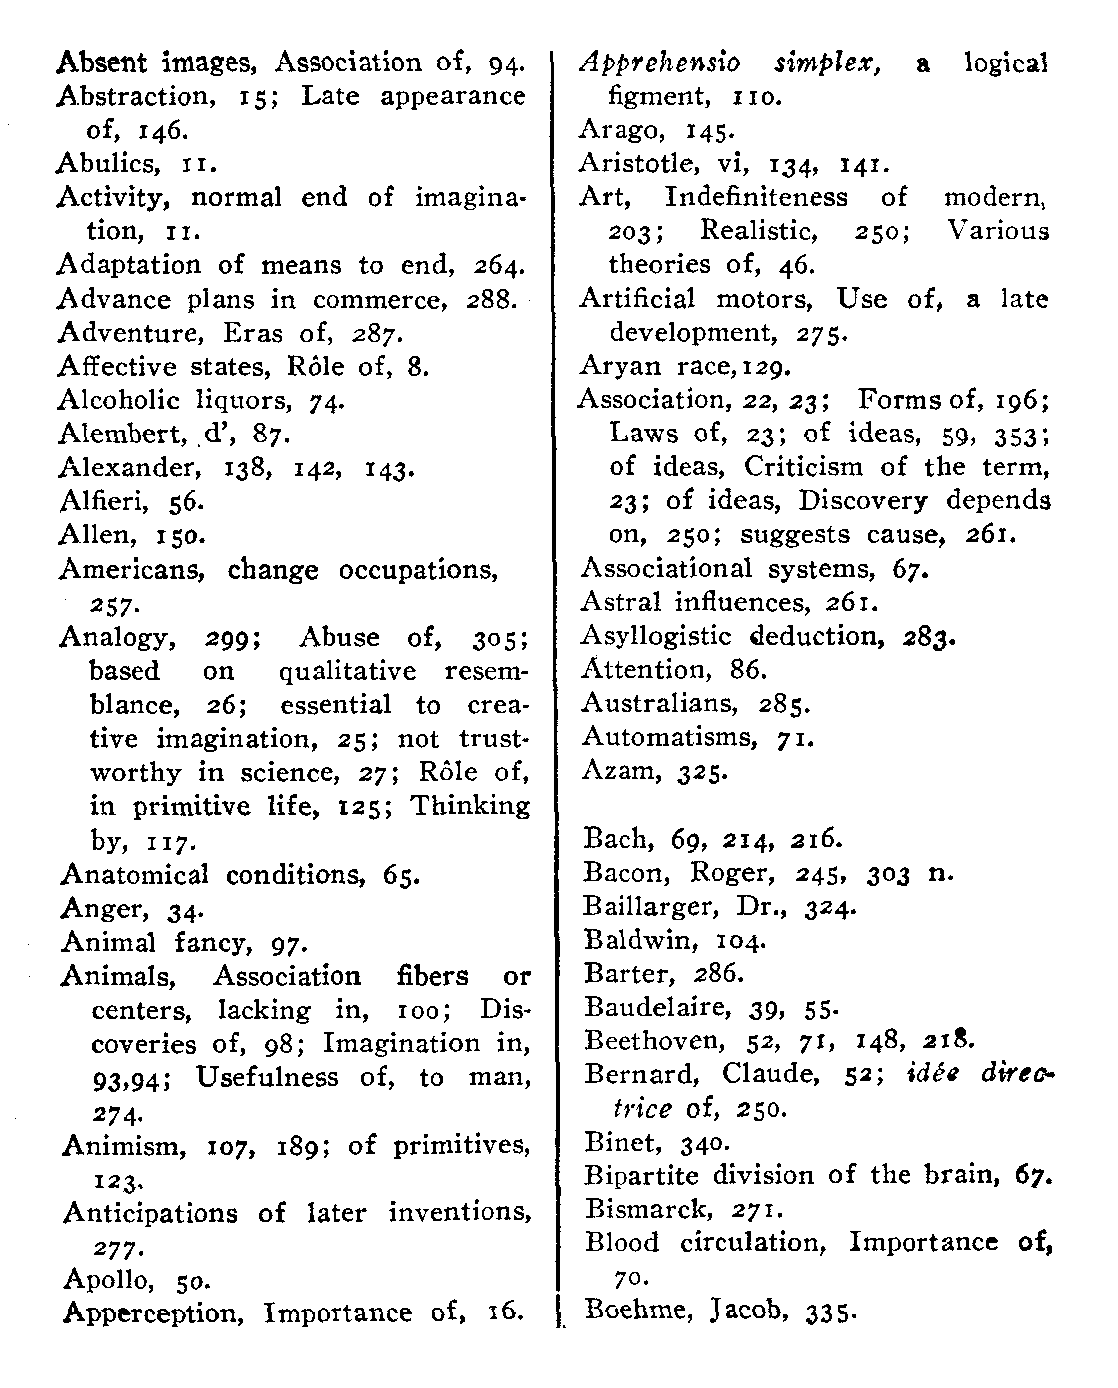 Absent images, Association of, 94.
Abstraction, 15; Late appearance
of, 146.
Abulics, 11.
Activity, normal end of imagina-
tion, 11.
Adaptation of means to end, 264.
Advance plans in commerce, 288.
Adventure, Eras of, 287.
Affective states, Rôle of, 8.
Alcoholic liquors, 74.
Alembert, d', 87.
Alexander, 138, 142, 143.
Alfieri, 56.
Allen, 150.
Americans, change occupations,
257.
Analogy, 299; Abuse of, 305;
based on qualitative resem-
blance, 26; essential to crea-
tive imagination, 25; not trust-
worthy in science, 27; Rôle of,
in primitive life, 125; Thinking
by, 117.
Anatomical conditions, 65.
Anger, 34.
Animal fancy, 97.
Animals, Association fibers or
centers, lacking in, 100; Dis-
coveries of, 98; Imagination in,
93,94; Usefulness of, to man,
274.
Animism, 107, 189; of primitives,
123.
Anticipations of later inventions,
277.
Apollo, 50.
Apperception, Importance of, 16.
Apprehensio simplex, a logical
figment, 110.
Arago, 145.
Aristotle, vi, 134, 141.
Art, Indefiniteness of modern,
203; Realistic, 250; Various
theories of, 46.
Artificial motors, Use of, a late
development, 275.
Aryan race, 129.
Association, 22, 23; Forms of, 196;
Laws of, 23; of ideas, 59, 353;
of ideas, Criticism of the term,
23; of ideas, Discovery depends
on, 250; suggests cause, 261.
Associational systems, 67.
Astral influences, 261.
Asyllogistic deduction, 283.
Attention, 86.
Australians, 285.
Automatisms, 71.
Azam, 325.
Bach, 69, 214, 216.
Bacon, Roger, 245, 303 n.
Baillarger, Dr., 324.
Baldwin, 104.
Barter, 286.
Baudelaire, 39, 55.
Beethoven, 52, 71, 148, 218.
Bernard, Claude, 52; idée direc-
trice of, 250.
Binet, 340.
Bipartite division of the brain, 67.
Bismarck, 271.
Blood circulation, Importance of,
70.
Boehme, Jacob, 335.